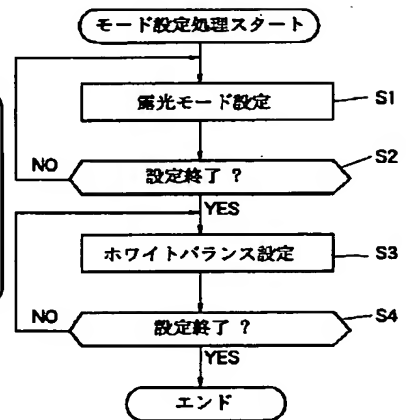 モード設定処理スタート
露光モード設定
S1
設定終了 ?
S2
NO
YES
ホワイトバランス設定
S3
設定終了 ?
S4
NO
YES
エンド